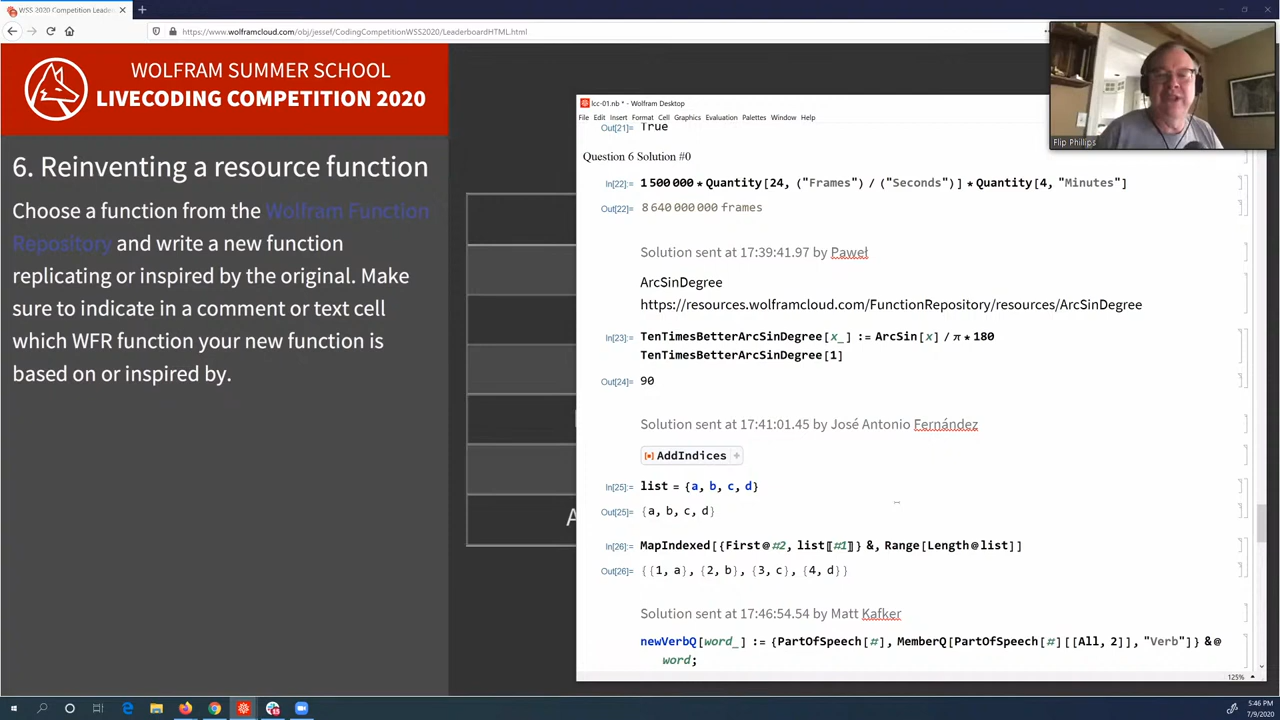 WSS 2020 Competition Leade
https://www.wolframcloud.com/obj/jessef/CodingCompetitionWSS2020/LeaderboardHTML.html
WOLFRAM SUMMER SCHOOL
LIVECODING COMPETITION 2020
6. Reinventing a resource function
Choose a function from the Wolfram Function
Repository and write a new function
replicating or inspired by the original. Make
sure to indicate in a comment or text cell
which WFR function your new function is
based on or inspired by.
A
lcc-01.nb * - Wolfram Desktop
File Edit Insert Format Cell Graphics Evaluation Palettes Window Help
Out[21]= True
Question 6 Solution #0
In[22]:= 1 500 000 * Quantity[24, ("Frames") / ("Seconds")] * Quantity[4, "Minutes"]
Out[22]= 8 640 000 000 frames
Solution sent at 17:39:41.97 by Paweł
ArcSinDegree
https://resources.wolframcloud.com/FunctionRepository/resources/ArcSinDegree
In[23]:= TenTimesBetterArcSinDegree[x_] := ArcSin[x] / π * 180
TenTimesBetterArcSinDegree[1]
Out[24]= 90
Solution sent at 17:41:01.45 by José Antonio Fernández
[■] AddIndices +
In[25]:= list = {a, b, c, d}
Out[25]= {a, b, c, d}
In[26]:= MapIndexed[{First@#2, list[[#1]]} &, Range[Length@list]]
Out[26]= {{1, a}, {2, b}, {3, c}, {4, d}}
Solution sent at 17:46:54.54 by Matt Kafker
newVerbQ[word_] := {PartOfSpeech[#], MemberQ[PartOfSpeech[#][[All, 2]], "Verb"]} &@
word;
125%
Flip Phillips
5:46 PM
7/9/2020